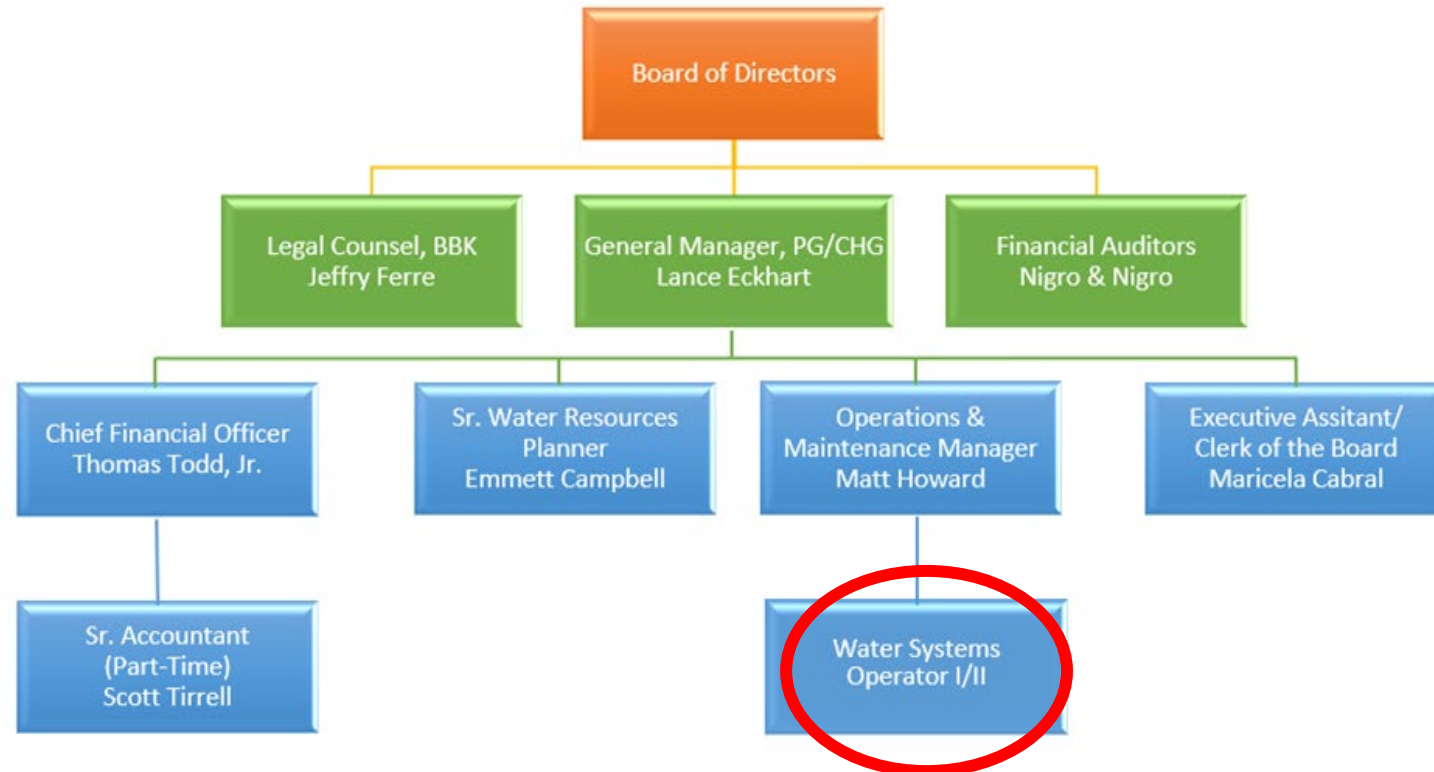 Board of Directors
Legal Counsel, BBK
Jeffry Ferre
General Manager, PG/CHG
Lance Eckhart
Financial Auditors
Nigro & Nigro
Chief Financial Officer
Thomas Todd, Jr.
Sr. Water Resources
Planner
Emmett Campbell
Operations &
Maintenance Manager
Matt Howard
Executive Assitant/
Clerk of the Board
Maricela Cabral
Sr. Accountant
(Part-Time)
Scott Tirrell
Water Systems
Operator I/II